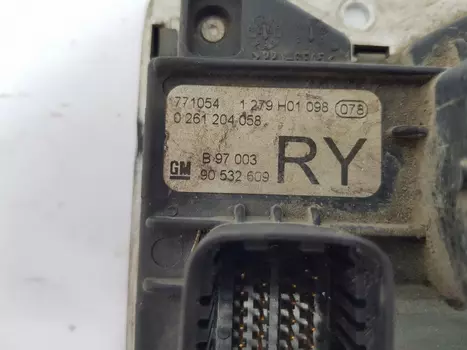 771054 1 279 H01 098 078
0 261 204 058
B 97 003
GM 90 532 609
RY